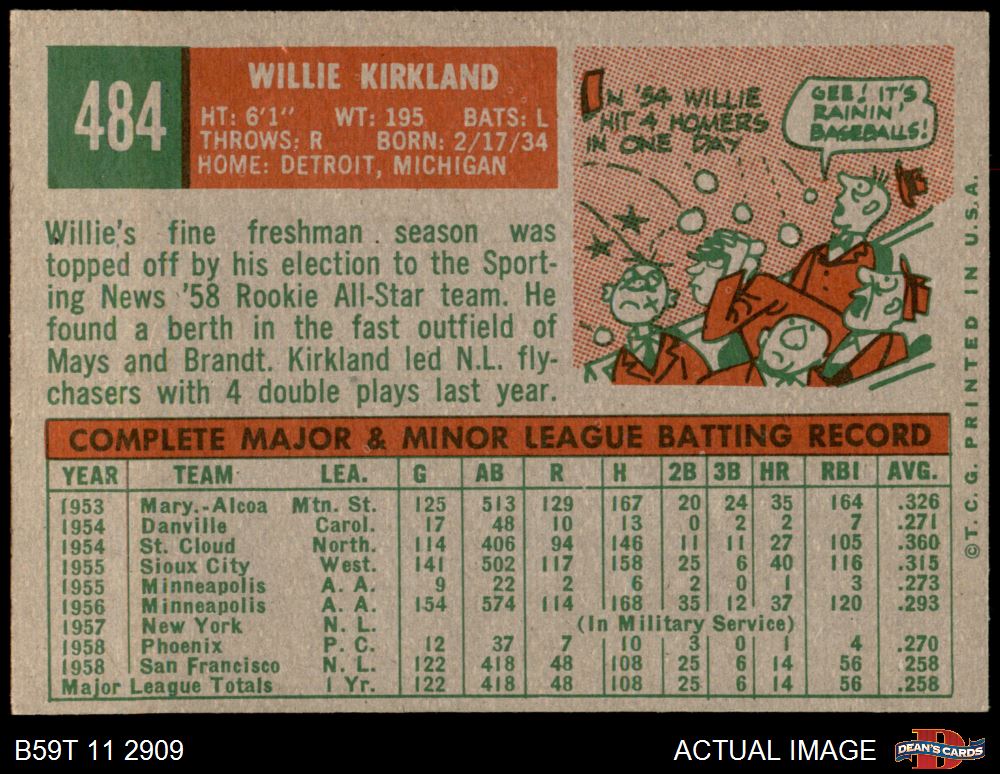 484
WILLIE KIRKLAND
HT: 6'1" WT: 195 BATS: L
THROWS: R BORN: 2/17/34
HOME: DETROIT, MICHIGAN
IN '54 WILLIE
HIT 4 HOMERS
IN ONE DAY
GEE! IT'S
RAININ'
BASEBALLS!
Willie's fine freshman season was
topped off by his election to the Sport-
ing News '58 Rookie All-Star team. He
found a berth in the fast outfield of
Mays and Brandt. Kirkland led N.L. fly-
chasers with 4 double plays last year.
COMPLETE MAJOR & MINOR LEAGUE BATTING RECORD
YEAR TEAM LEA. G AB R H 2B 3B HR RBI AVG.
1953 Mary.-Alcoa Mtn. St. 125 513 129 167 20 24 35 164 .326
1954 Danville Carol. 17 48 10 13 0 2 2 7 .271
1954 St. Cloud North. 114 406 94 146 11 11 27 105 .360
1955 Sioux City West. 141 502 117 158 25 6 40 116 .315
1955 Minneapolis A. A. 9 22 2 6 2 0 1 3 .273
1956 Minneapolis A. A. 154 574 114 168 35 12 37 120 .293
1957 New York N. L. (In Military Service)
1958 Phoenix P. C. 12 37 7 10 3 0 1 4 .270
1958 San Francisco N. L. 122 418 48 108 25 6 14 56 .258
Major League Totals 1 Yr. 122 418 48 108 25 6 14 56 .258
© T. C. G. PRINTED IN U.S.A.
B59T 11 2909
ACTUAL IMAGE
D
DEAN'S CARDS